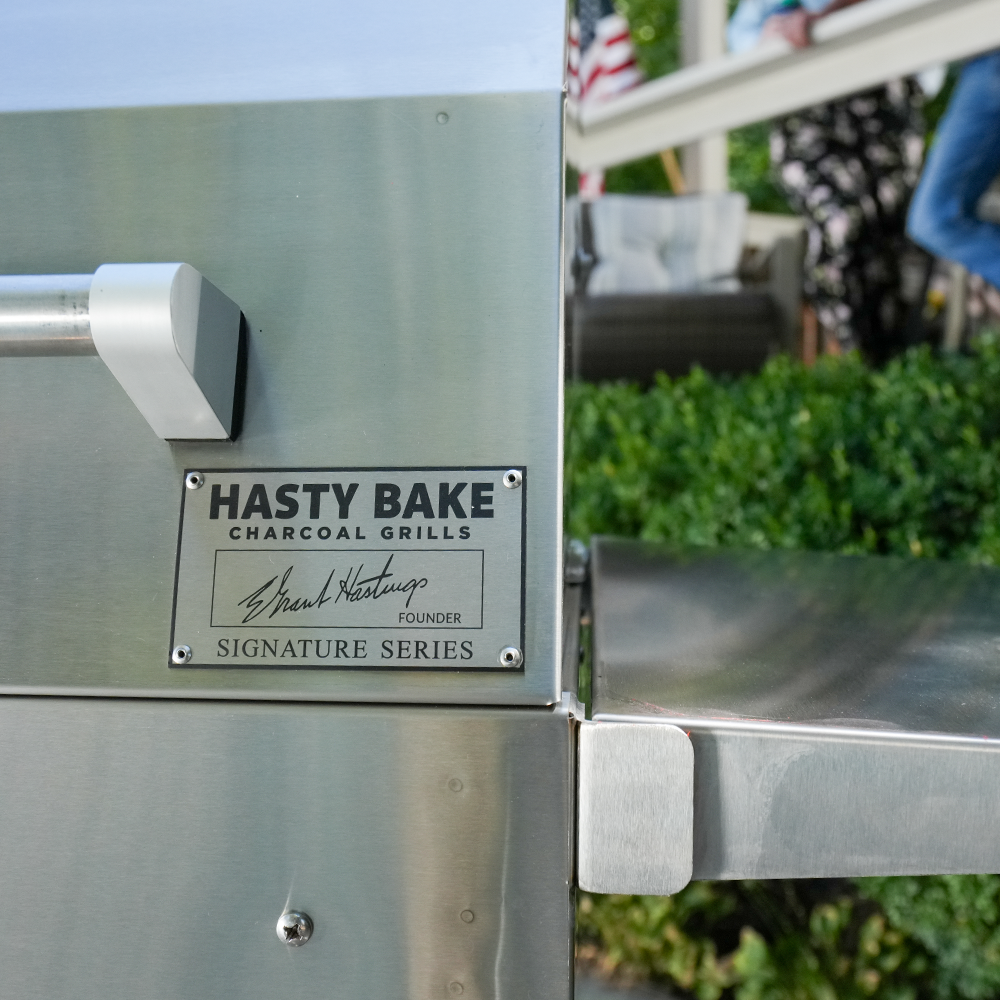 HASTY BAKE
CHARCOAL GRILLS
E Grant Hastings
FOUNDER
SIGNATURE SERIES